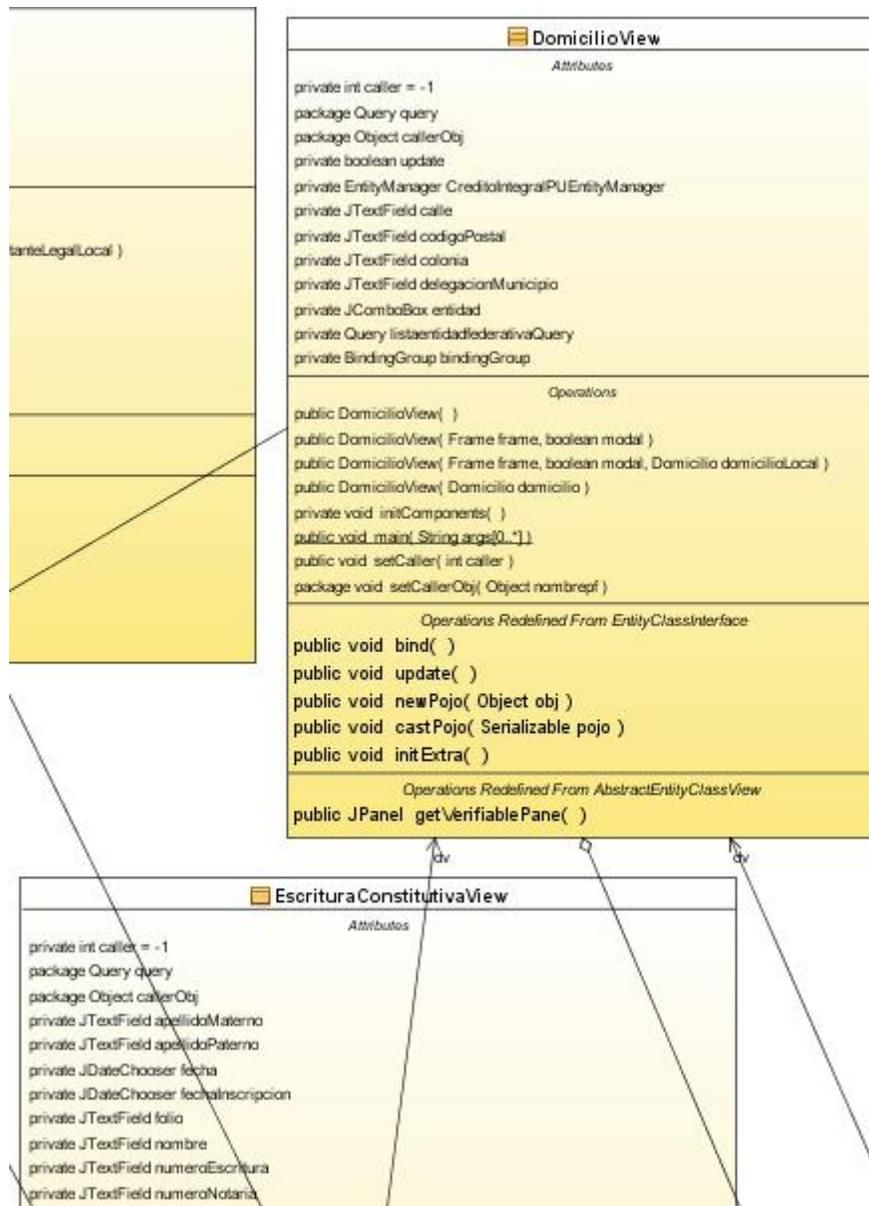 DomicilioView
Attributes
private int caller = -1
package Query query
package Object callerObj
private boolean update
private EntityManager CreditoIntegralPUEntityManager
private JTextField calle
private JTextField codigoPostal
private JTextField colonia
private JTextField delegacionMunicipio
private JComboBox entidad
private Query listaentidadfederativaQuery
private BindingGroup bindingGroup
Operations
public DomicilioView( )
public DomicilioView( Frame frame, boolean modal )
public DomicilioView( Frame frame, boolean modal, Domicilio domicilioLocal )
public DomicilioView( Domicilio domicilio )
private void initComponents( )
public void main( String args[0..*] )
public void setCaller( int caller )
package void setCallerObj( Object nombrepf )
Operations Redefined From EntityClassInterface
public void bind( )
public void update( )
public void newPojo( Object obj )
public void castPojo( Serializable pojo )
public void initExtra( )
Operations Redefined From AbstractEntityClassView
public JPanel getVerifiablePane( )
tanteLegalLocal )
dv
dv
EscrituraConstitutivaView
Attributes
private int caller = -1
package Query query
package Object callerObj
private JTextField apellidoMaterno
private JTextField apellidoPaterno
private JDateChooser fecha
private JDateChooser fechaInscripcion
private JTextField folio
private JTextField nombre
private JTextField numeroEscritura
private JTextField numeroNotaria